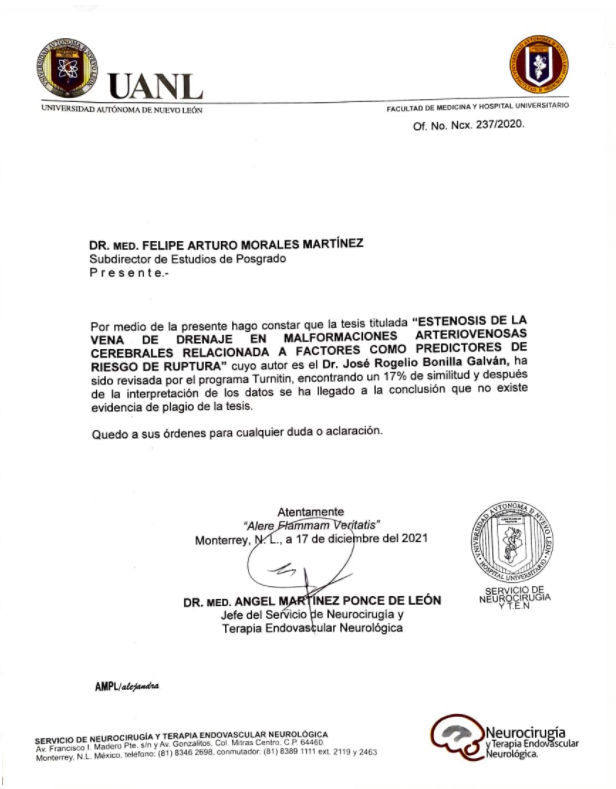 UANL
UNIVERSIDAD AUTÓNOMA DE NUEVO LEÓN
FACULTAD DE MEDICINA Y HOSPITAL UNIVERSITARIO
Of. No. Ncx. 237/2020.
DR. MED. FELIPE ARTURO MORALES MARTÍNEZ
Subdirector de Estudios de Posgrado
P r e s e n t e.-
Por medio de la presente hago constar que la tesis titulada "ESTENOSIS DE LA
VENA DE DRENAJE EN MALFORMACIONES ARTERIOVENOSAS
CEREBRALES RELACIONADA A FACTORES COMO PREDICTORES DE
RIESGO DE RUPTURA" cuyo autor es el Dr. José Rogelio Bonilla Galván, ha
sido revisada por el programa Turnitin, encontrando un 17% de similitud y después
de la interpretación de los datos se ha llegado a la conclusión que no existe
evidencia de plagio de la tesis.
Quedo a sus órdenes para cualquier duda o aclaración.
Atentamente
"Alere Flammam Veritatis"
Monterrey, N. L., a 17 de diciembre del 2021
DR. MED. ANGEL MARTÍNEZ PONCE DE LEÓN
Jefe del Servicio de Neurocirugía y
Terapia Endovascular Neurológica
UNIVERSIDAD AVTONOMA D NVEVO LEON
HOSPITAL UNIVERSITARIO
SERVICIO DE
NEUROCIRUGIA
Y T.E.N
AMPL/alejandra
SERVICIO DE NEUROCIRUGÍA Y TERAPIA ENDOVASCULAR NEUROLÓGICA
Av. Francisco I. Madero Pte. s/n y Av. Gonzalitos, Col. Mitras Centro, C.P. 64460
Monterrey, N.L. México, teléfono: (81) 8346 2698, conmutador: (81) 8389 1111 ext. 2119 y 2463
Neurocirugía
y Terapia Endovascular
Neurológica.